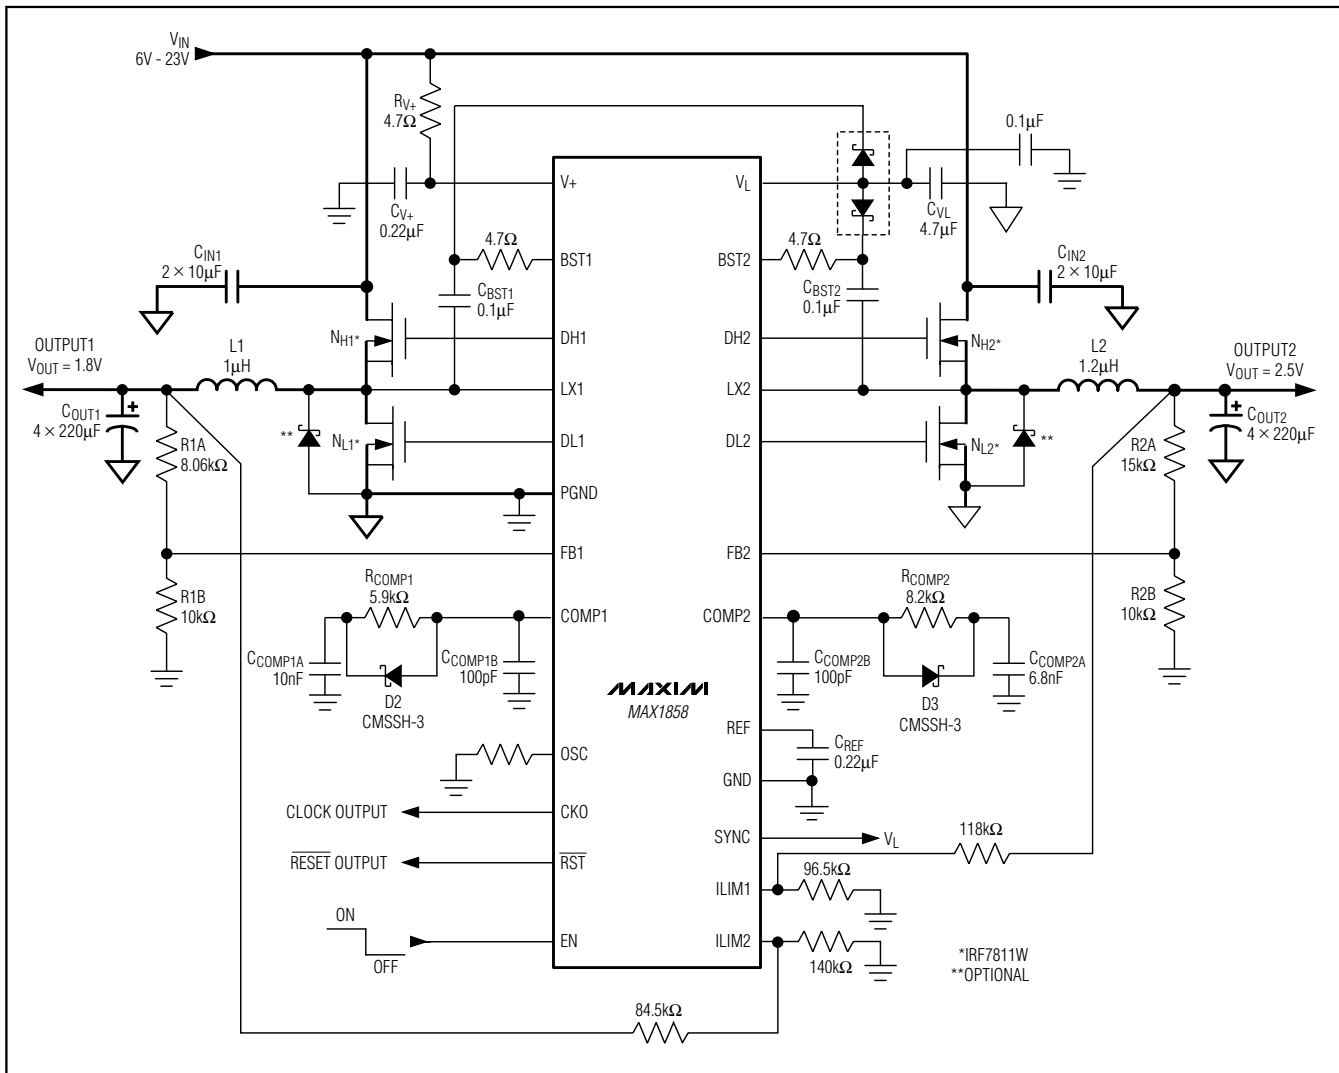 V_IN
6V - 23V
R_V+
4.7Ω
0.1μF
V+
V_L
C_V+
0.22μF
C_VL
4.7μF
4.7Ω
BST1
BST2
4.7Ω
C_IN1
2 × 10μF
C_BST1
0.1μF
C_BST2
0.1μF
C_IN2
2 × 10μF
N_H1*
DH1
DH2
N_H2*
OUTPUT1
V_OUT = 1.8V
L1
1μH
LX1
LX2
L2
1.2μH
OUTPUT2
V_OUT = 2.5V
C_OUT1
4 × 220μF
+
R1A
8.06kΩ
**
N_L1*
DL1
DL2
N_L2*
**
R2A
15kΩ
+
C_OUT2
4 × 220μF
PGND
FB1
FB2
R1B
10kΩ
R_COMP1
5.9kΩ
COMP1
COMP2
R_COMP2
8.2kΩ
R2B
10kΩ
C_COMP1A
10nF
D2
CMSSH-3
C_COMP1B
100pF
C_COMP2B
100pF
D3
CMSSH-3
C_COMP2A
6.8nF
MAXIM
MAX1858
OSC
REF
C_REF
0.22μF
GND
CLOCK OUTPUT
CKO
SYNC
V_L
118kΩ
RESET OUTPUT
RST
ILIM1
96.5kΩ
ON
OFF
EN
ILIM2
140kΩ
*IRF7811W
**OPTIONAL
84.5kΩ